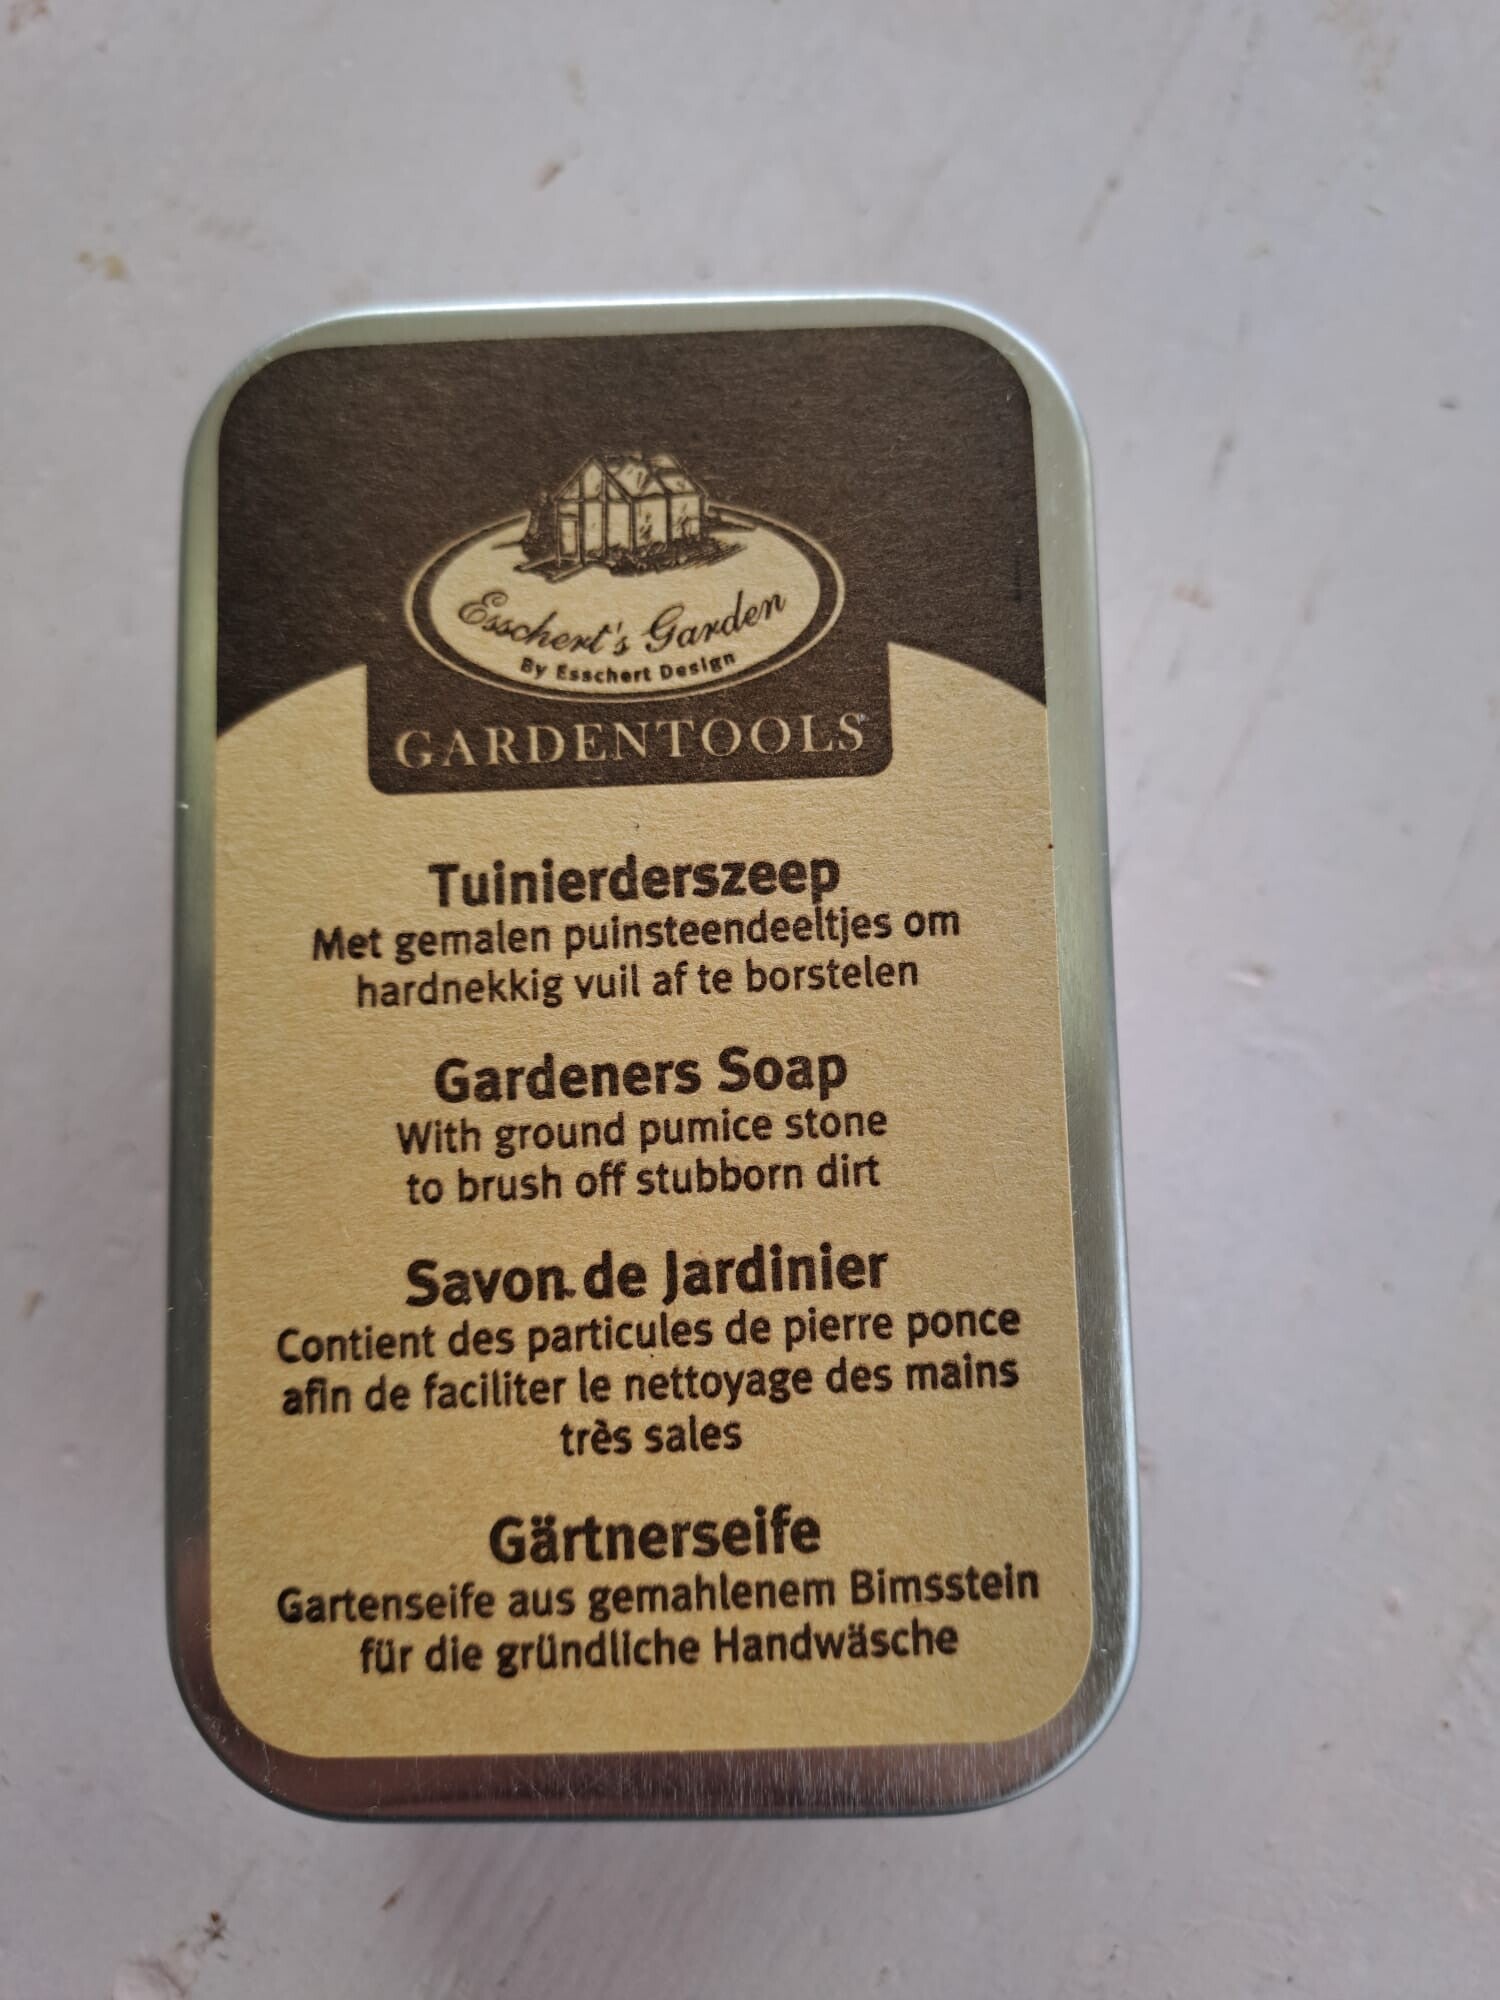 Esschert's Garden
By Esschert Design
GARDENTOOLS
Tuinierderszeep
Met gemalen puinsteendeeltjes om
hardnekkig vuil af te borstelen
Gardeners Soap
With ground pumice stone
to brush off stubborn dirt
Savon de Jardinier
Contient des particules de pierre ponce
afin de faciliter le nettoyage des mains
très sales
Gärtnerseife
Gartenseife aus gemahlenem Bimsstein
für die gründliche Handwäsche